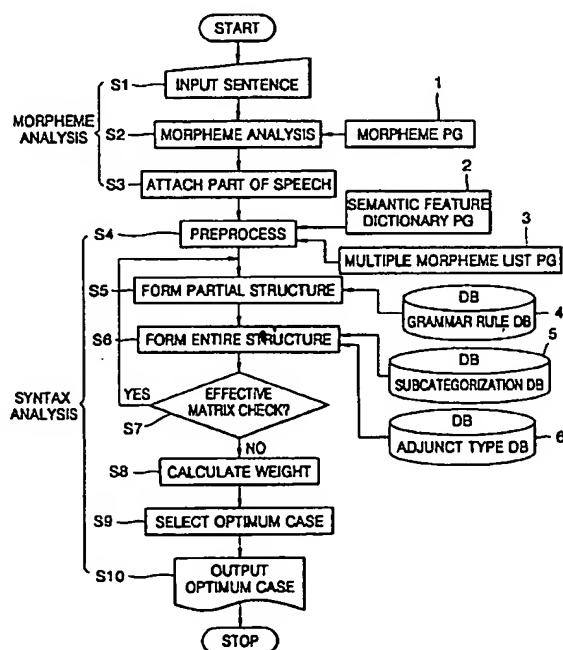 START
S1
INPUT SENTENCE
MORPHEME
ANALYSIS
S2
MORPHEME ANALYSIS
1
MORPHEME PG
S3
ATTACH PART OF SPEECH
2
SEMANTIC FEATURE
DICTIONARY PG
S4
PREPROCESS
3
MULTIPLE MORPHEME LIST PG
S5
FORM PARTIAL STRUCTURE
DB
GRAMMAR RULE DB
4
S6
FORM ENTIRE STRUCTURE
5
DB
SUBCATEGORIZATION DB
SYNTAX
ANALYSIS
YES
EFFECTIVE
MATRIX CHECK?
S7
NO
DB
ADJUNCT TYPE DB
6
S8
CALCULATE WEIGHT
S9
SELECT OPTIMUM CASE
S10
OUTPUT
OPTIMUM CASE
STOP